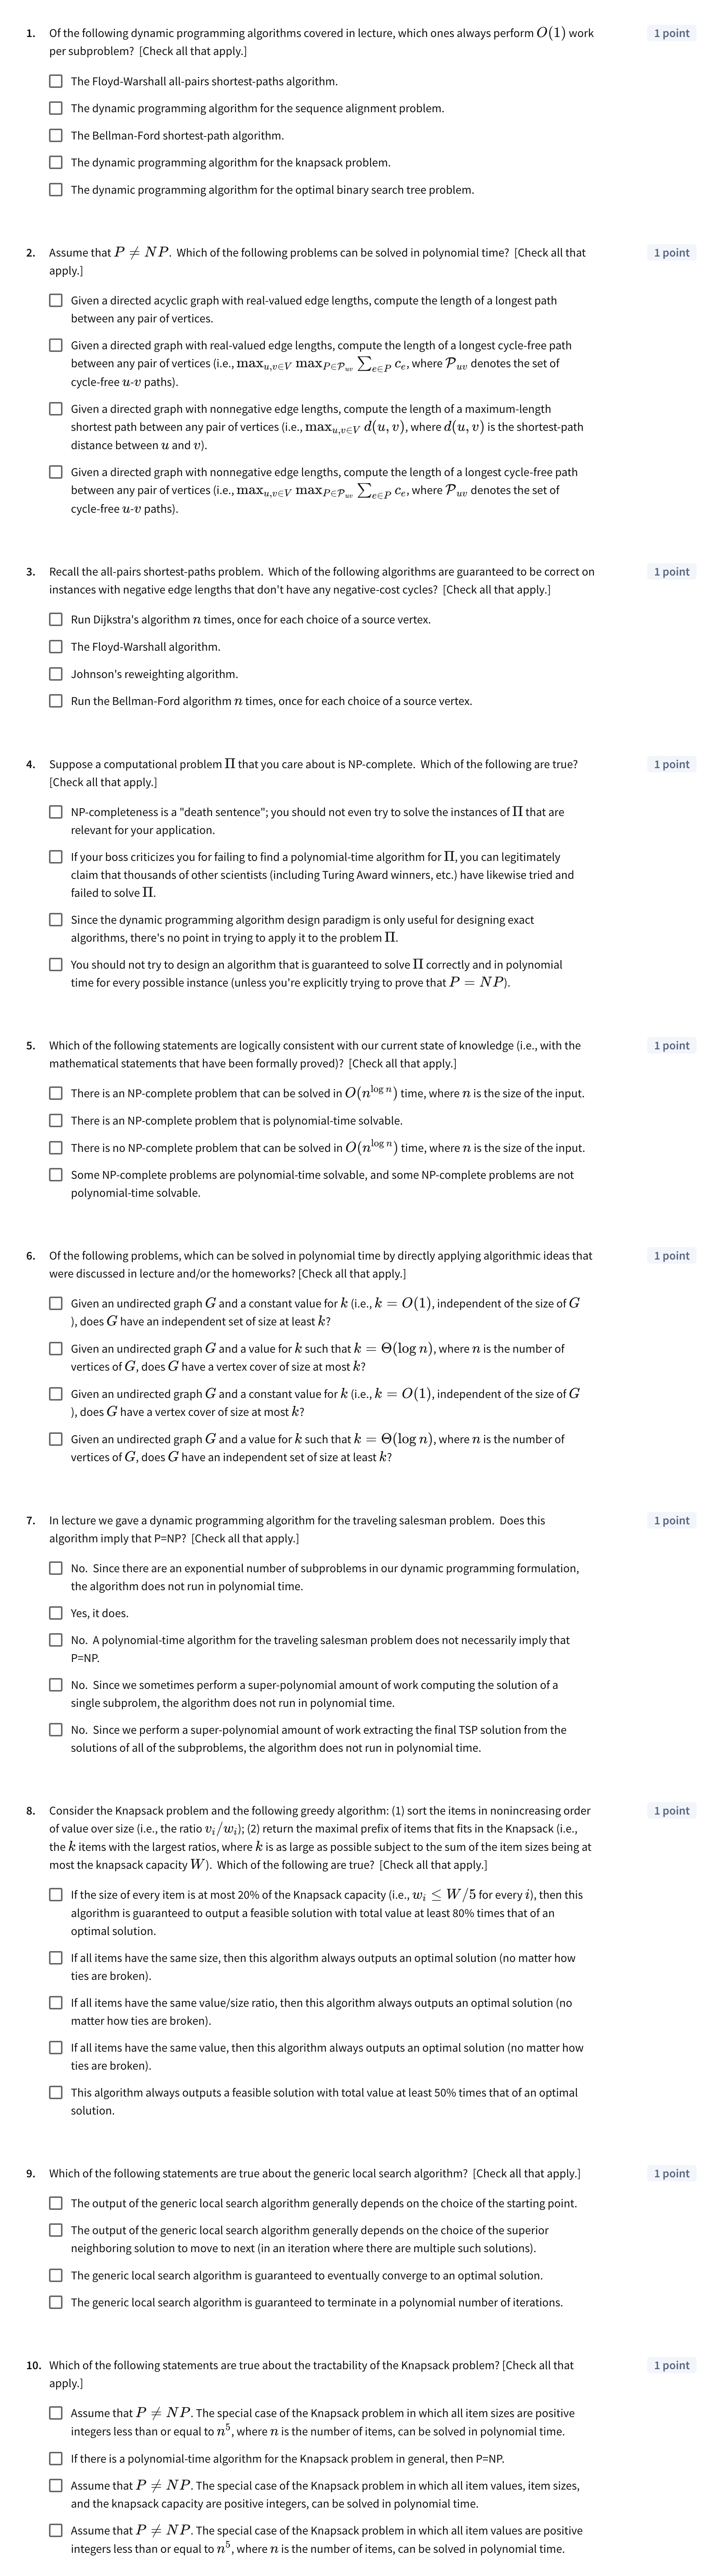 1. Of the following dynamic programming algorithms covered in lecture, which ones always perform O(1) work 1 point
per subproblem? [Check all that apply.]
The Floyd-Warshall all-pairs shortest-paths algorithm.
The dynamic programming algorithm for the sequence alignment problem.
The Bellman-Ford shortest-path algorithm.
The dynamic programming algorithm for the knapsack problem.
The dynamic programming algorithm for the optimal binary search tree problem.
2. Assume that P ≠ NP. Which of the following problems can be solved in polynomial time? [Check all that 1 point
apply.]
Given a directed acyclic graph with real-valued edge lengths, compute the length of a longest path
between any pair of vertices.
Given a directed graph with real-valued edge lengths, compute the length of a longest cycle-free path
between any pair of vertices (i.e., max_{u,v∈V} max_{P∈𝒫_{uv}} ∑_{e∈P} c_e, where 𝒫_{uv} denotes the set of
cycle-free u-v paths).
Given a directed graph with nonnegative edge lengths, compute the length of a maximum-length
shortest path between any pair of vertices (i.e., max_{u,v∈V} d(u, v), where d(u, v) is the shortest-path
distance between u and v).
Given a directed graph with nonnegative edge lengths, compute the length of a longest cycle-free path
between any pair of vertices (i.e., max_{u,v∈V} max_{P∈𝒫_{uv}} ∑_{e∈P} c_e, where 𝒫_{uv} denotes the set of
cycle-free u-v paths).
3. Recall the all-pairs shortest-paths problem. Which of the following algorithms are guaranteed to be correct on 1 point
instances with negative edge lengths that don't have any negative-cost cycles? [Check all that apply.]
Run Dijkstra's algorithm n times, once for each choice of a source vertex.
The Floyd-Warshall algorithm.
Johnson's reweighting algorithm.
Run the Bellman-Ford algorithm n times, once for each choice of a source vertex.
4. Suppose a computational problem Π that you care about is NP-complete. Which of the following are true? 1 point
[Check all that apply.]
NP-completeness is a "death sentence"; you should not even try to solve the instances of Π that are
relevant for your application.
If your boss criticizes you for failing to find a polynomial-time algorithm for Π, you can legitimately
claim that thousands of other scientists (including Turing Award winners, etc.) have likewise tried and
failed to solve Π.
Since the dynamic programming algorithm design paradigm is only useful for designing exact
algorithms, there's no point in trying to apply it to the problem Π.
You should not try to design an algorithm that is guaranteed to solve Π correctly and in polynomial
time for every possible instance (unless you're explicitly trying to prove that P = NP).
5. Which of the following statements are logically consistent with our current state of knowledge (i.e., with the 1 point
mathematical statements that have been formally proved)? [Check all that apply.]
There is an NP-complete problem that can be solved in O(n^{log n}) time, where n is the size of the input.
There is an NP-complete problem that is polynomial-time solvable.
There is no NP-complete problem that can be solved in O(n^{log n}) time, where n is the size of the input.
Some NP-complete problems are polynomial-time solvable, and some NP-complete problems are not
polynomial-time solvable.
6. Of the following problems, which can be solved in polynomial time by directly applying algorithmic ideas that 1 point
were discussed in lecture and/or the homeworks? [Check all that apply.]
Given an undirected graph G and a constant value for k (i.e., k = O(1), independent of the size of G
), does G have an independent set of size at least k?
Given an undirected graph G and a value for k such that k = Θ(log n), where n is the number of
vertices of G, does G have a vertex cover of size at most k?
Given an undirected graph G and a constant value for k (i.e., k = O(1), independent of the size of G
), does G have a vertex cover of size at most k?
Given an undirected graph G and a value for k such that k = Θ(log n), where n is the number of
vertices of G, does G have an independent set of size at least k?
7. In lecture we gave a dynamic programming algorithm for the traveling salesman problem. Does this 1 point
algorithm imply that P=NP? [Check all that apply.]
No. Since there are an exponential number of subproblems in our dynamic programming formulation,
the algorithm does not run in polynomial time.
Yes, it does.
No. A polynomial-time algorithm for the traveling salesman problem does not necessarily imply that
P=NP.
No. Since we sometimes perform a super-polynomial amount of work computing the solution of a
single subprolem, the algorithm does not run in polynomial time.
No. Since we perform a super-polynomial amount of work extracting the final TSP solution from the
solutions of all of the subproblems, the algorithm does not run in polynomial time.
8. Consider the Knapsack problem and the following greedy algorithm: (1) sort the items in nonincreasing order 1 point
of value over size (i.e., the ratio v_i/w_i); (2) return the maximal prefix of items that fits in the Knapsack (i.e.,
the k items with the largest ratios, where k is as large as possible subject to the sum of the item sizes being at
most the knapsack capacity W). Which of the following are true? [Check all that apply.]
If the size of every item is at most 20% of the Knapsack capacity (i.e., w_i ≤ W/5 for every i), then this
algorithm is guaranteed to output a feasible solution with total value at least 80% times that of an
optimal solution.
If all items have the same size, then this algorithm always outputs an optimal solution (no matter how
ties are broken).
If all items have the same value/size ratio, then this algorithm always outputs an optimal solution (no
matter how ties are broken).
If all items have the same value, then this algorithm always outputs an optimal solution (no matter how
ties are broken).
This algorithm always outputs a feasible solution with total value at least 50% times that of an optimal
solution.
9. Which of the following statements are true about the generic local search algorithm? [Check all that apply.] 1 point
The output of the generic local search algorithm generally depends on the choice of the starting point.
The output of the generic local search algorithm generally depends on the choice of the superior
neighboring solution to move to next (in an iteration where there are multiple such solutions).
The generic local search algorithm is guaranteed to eventually converge to an optimal solution.
The generic local search algorithm is guaranteed to terminate in a polynomial number of iterations.
10. Which of the following statements are true about the tractability of the Knapsack problem? [Check all that 1 point
apply.]
Assume that P ≠ NP. The special case of the Knapsack problem in which all item sizes are positive
integers less than or equal to n^5, where n is the number of items, can be solved in polynomial time.
If there is a polynomial-time algorithm for the Knapsack problem in general, then P=NP.
Assume that P ≠ NP. The special case of the Knapsack problem in which all item values, item sizes,
and the knapsack capacity are positive integers, can be solved in polynomial time.
Assume that P ≠ NP. The special case of the Knapsack problem in which all item values are positive
integers less than or equal to n^5, where n is the number of items, can be solved in polynomial time.